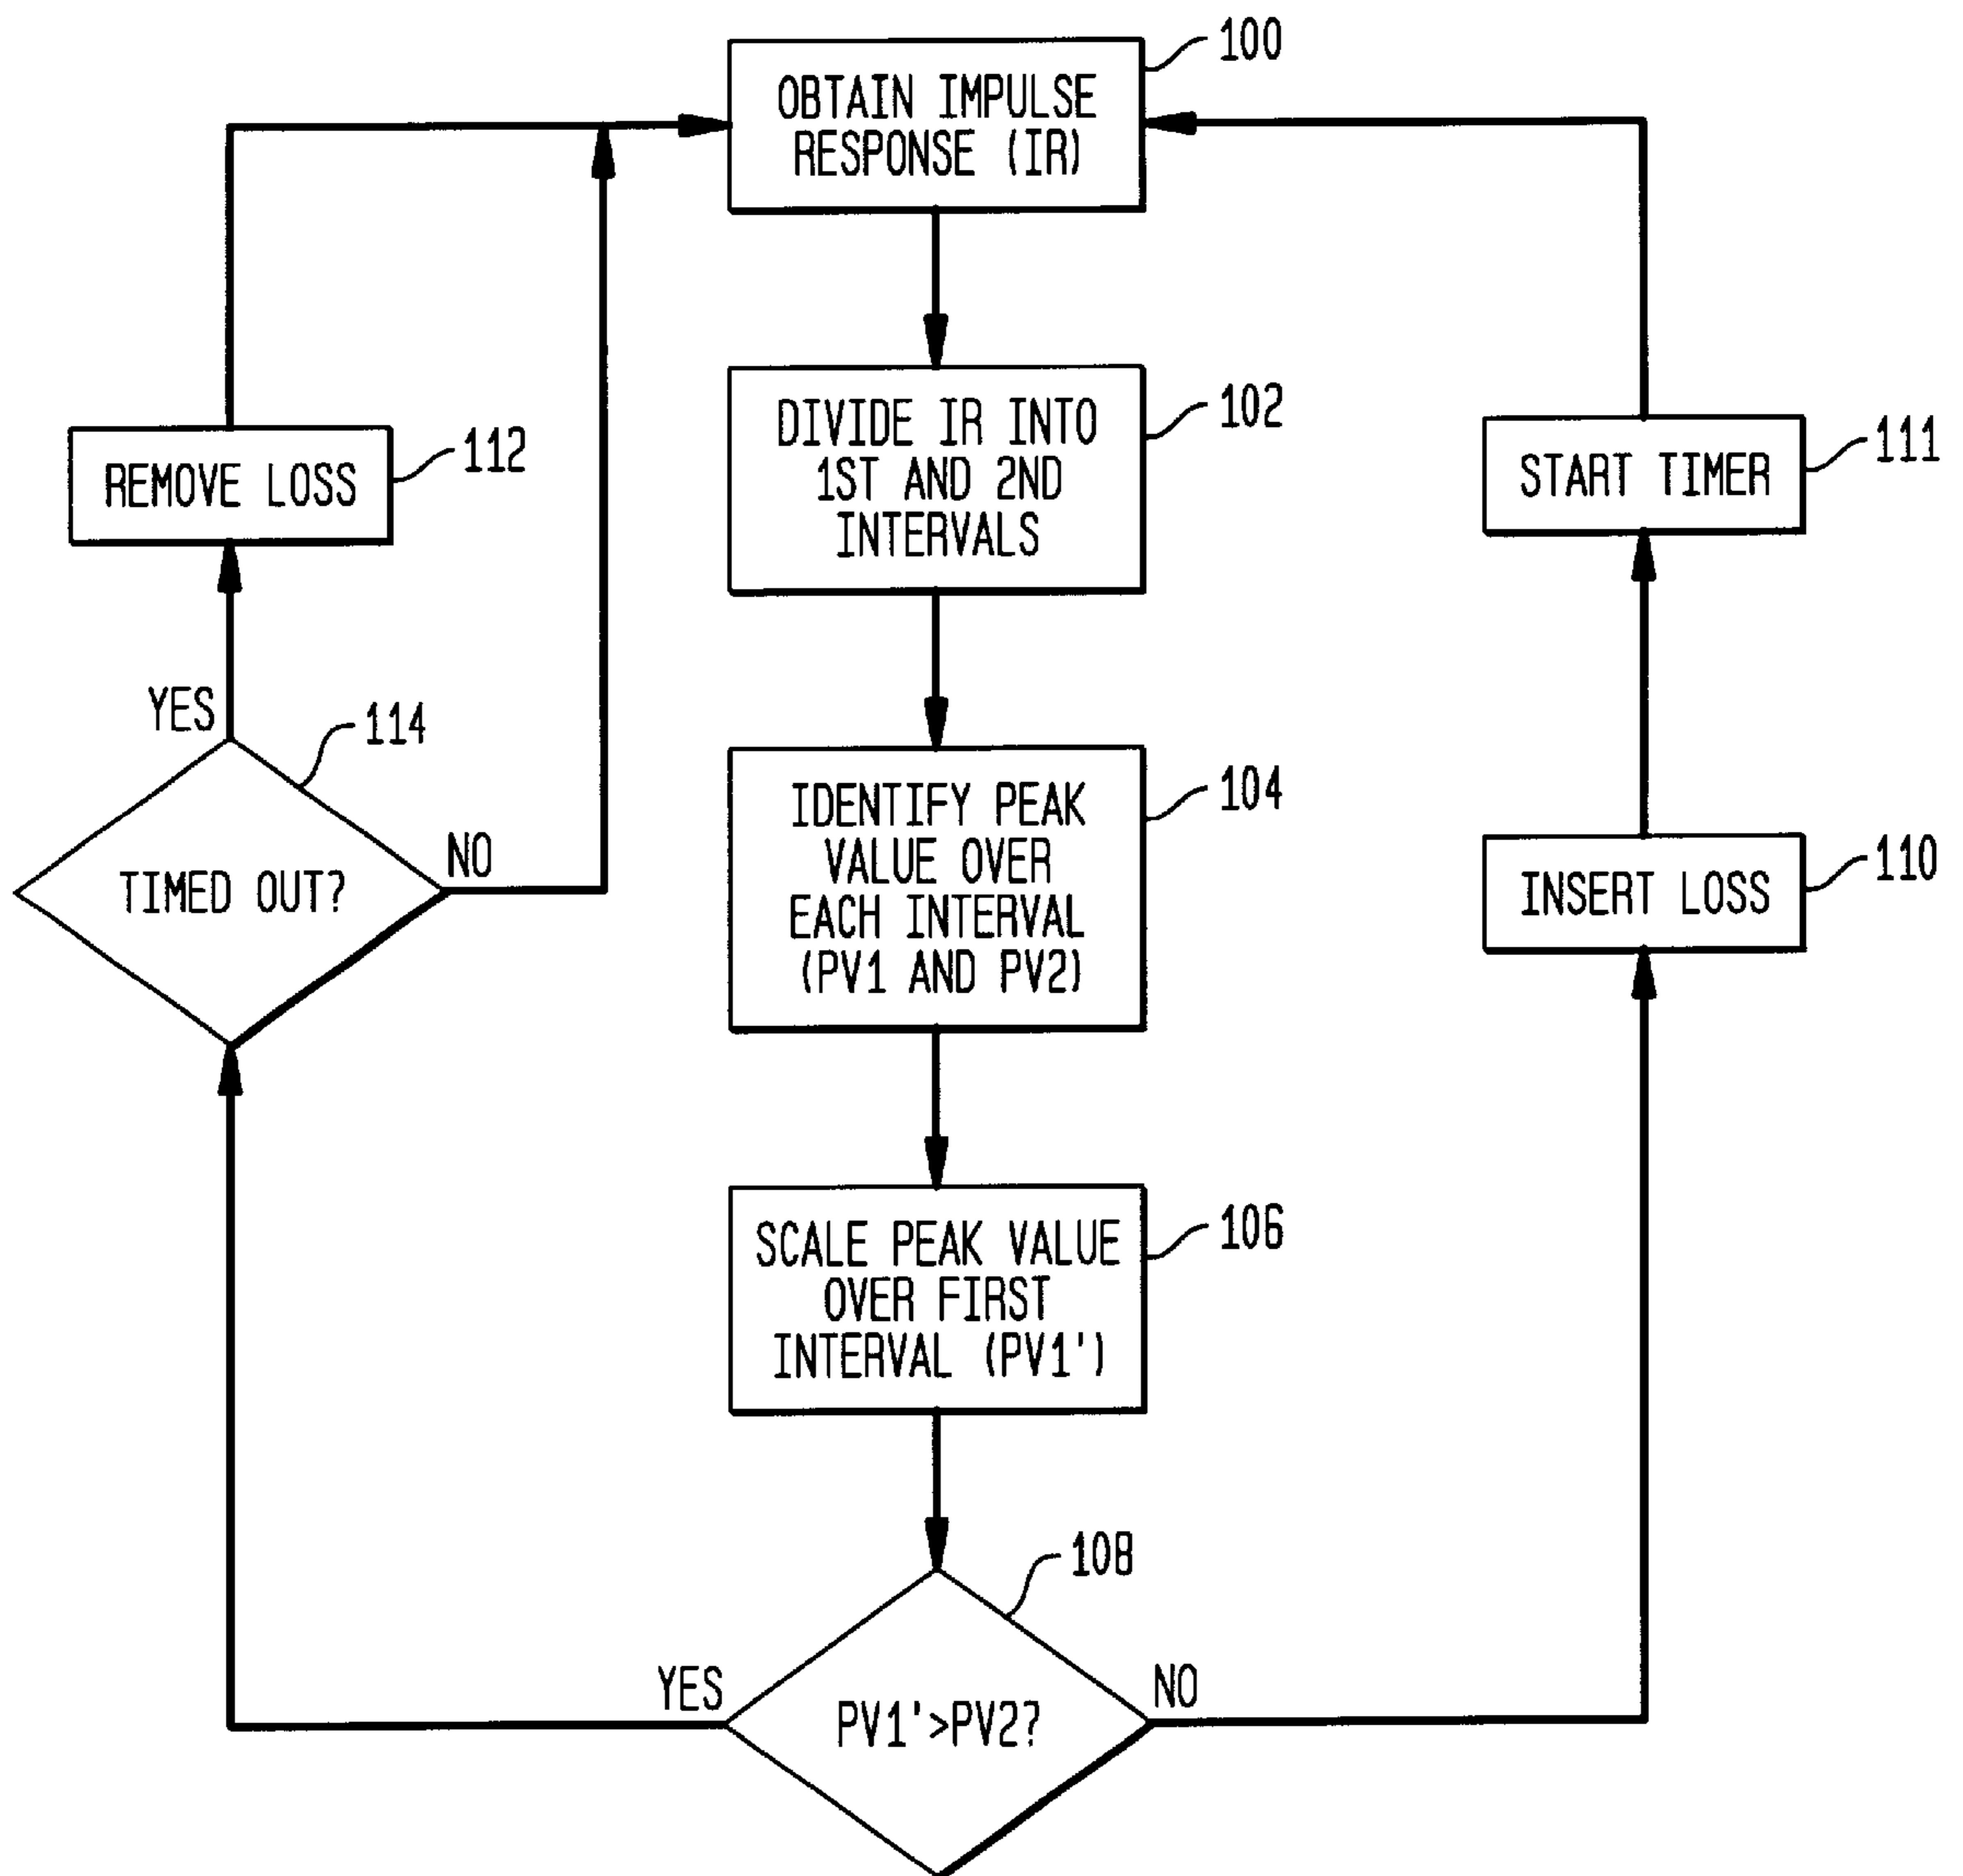 100
OBTAIN IMPULSE
RESPONSE (IR)
102
DIVIDE IR INTO
1ST AND 2ND
INTERVALS
111
START TIMER
112
REMOVE LOSS
YES
114
TIMED OUT?
NO
104
IDENTIFY PEAK
VALUE OVER
EACH INTERVAL
(PV1 AND PV2)
110
INSERT LOSS
106
SCALE PEAK VALUE
OVER FIRST
INTERVAL (PV1')
108
YES
PV1'>PV2?
NO